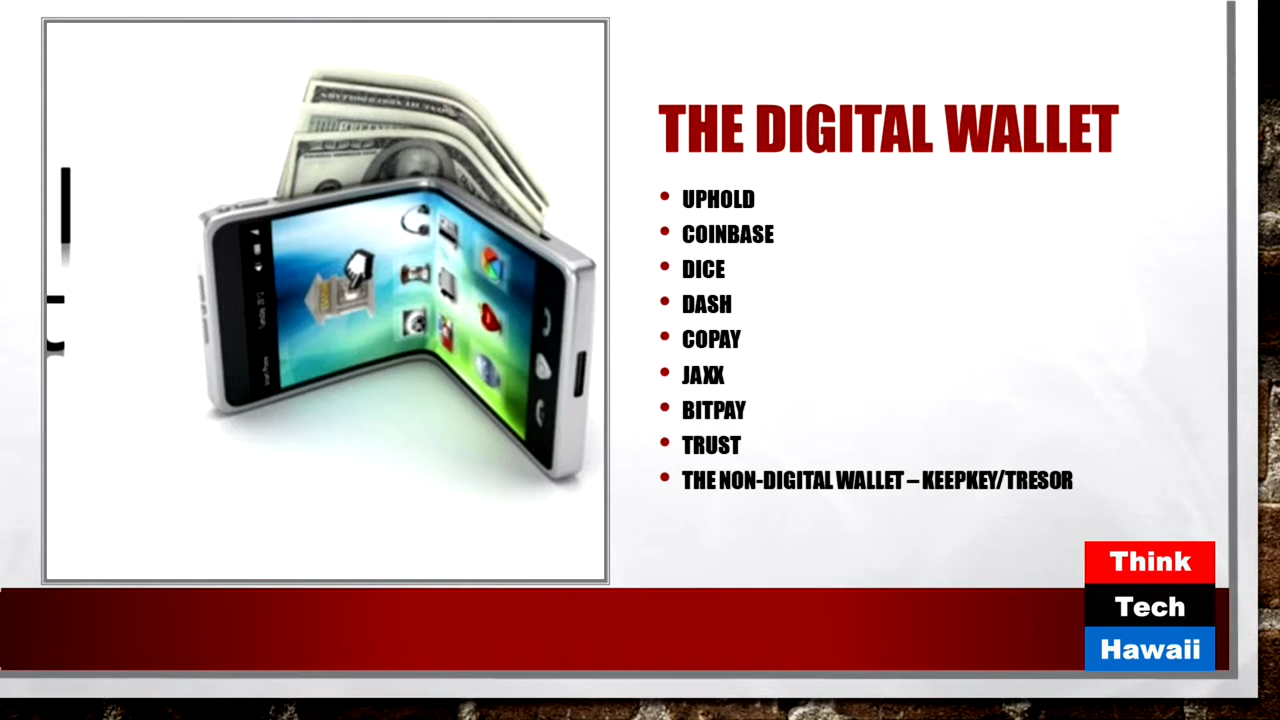 THE DIGITAL WALLET
• UPHOLD
• COINBASE
• DICE
• DASH
• COPAY
• JAXX
• BITPAY
• TRUST
• THE NON-DIGITAL WALLET – KEEPKEY/TRESOR
Think
Tech
Hawaii